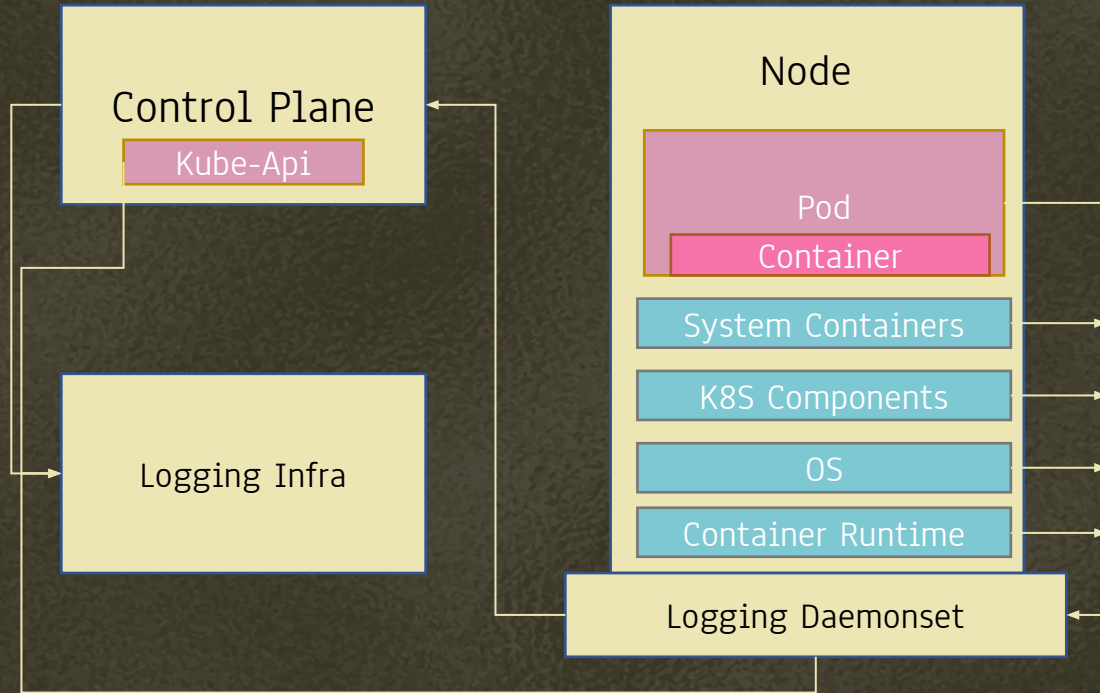 Control Plane
Kube-Api
Logging Infra
Node
Pod
Container
System Containers
K8S Components
OS
Container Runtime
Logging Daemonset